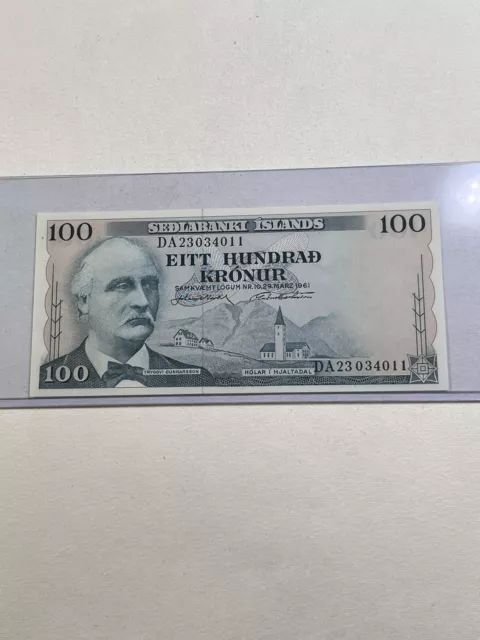 100
SEÐLABANKI ÍSLANDS
100
DA23034011
EITT HUNDRAÐ
KRÓNUR
SAMKVÆMT LÖGUM NR. 10, 29. MARZ 1961
100
TRYGGVI GUNNARSSON
HÓLAR Í HJALTADAL
DA23034011